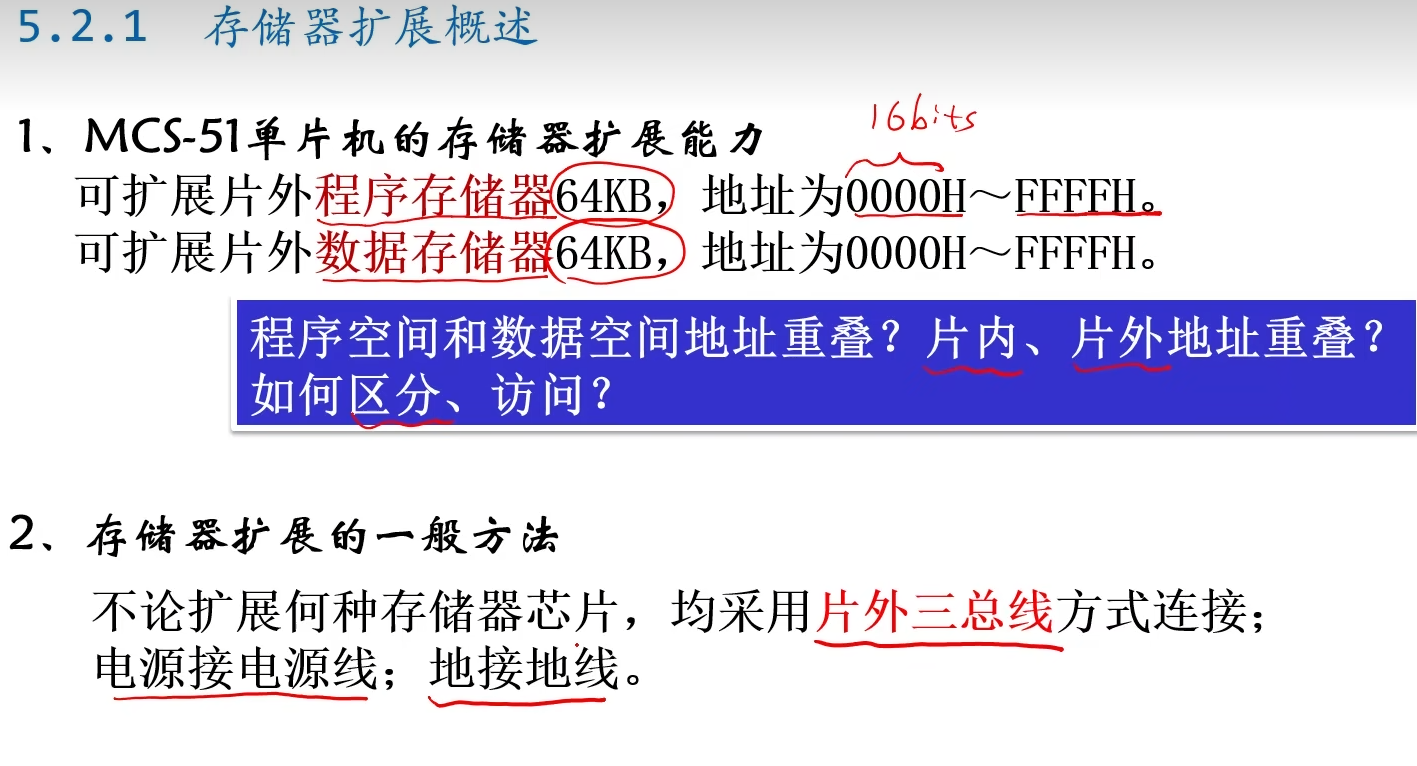 5.2.1 存储器扩展概述
16bits
1、MCS-51单片机的存储器扩展能力
可扩展片外程序存储器64KB，地址为0000H～FFFFH。
可扩展片外数据存储器64KB，地址为0000H～FFFFH。
程序空间和数据空间地址重叠？片内、片外地址重叠？
如何区分、访问？
2、存储器扩展的一般方法
不论扩展何种存储器芯片，均采用片外三总线方式连接；
电源接电源线；地接地线。